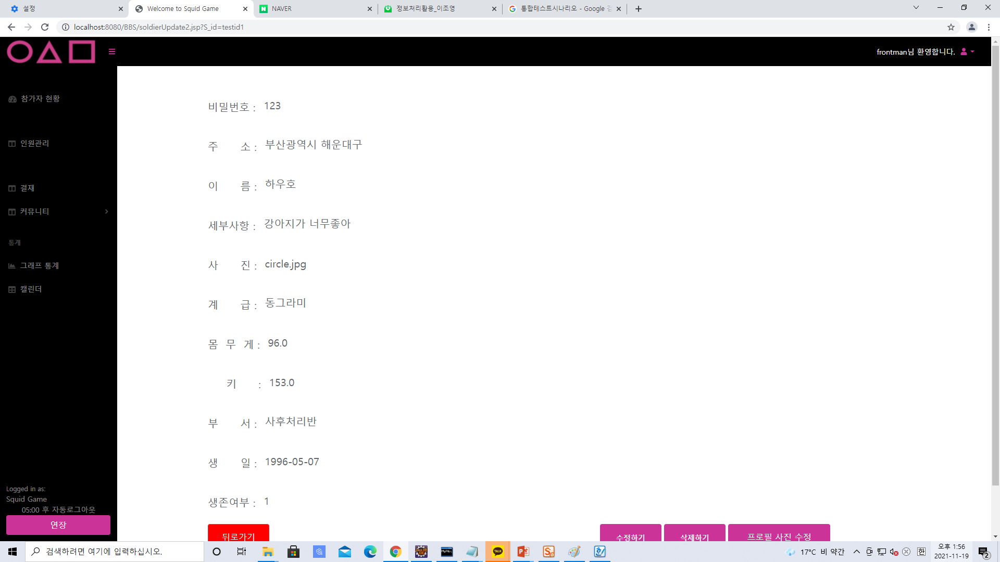 설정
Welcome to Squid Game
NAVER
정보처리활용_이조영
통합테스트시나리오 - Google
localhost:8080/BBS/soldierUpdate2.jsp?S_id=testid1
frontman님 환영합니다.
참가자 현황
인원관리
결재
커뮤니티
통계
그래프 통계
캘린더
Logged in as:
Squid Game
05:00 후 자동로그아웃
연장
비밀번호 : 123
주 소 : 부산광역시 해운대구
이 름 : 하우호
세부사항 : 강아지가 너무좋아
사 진 : circle.jpg
계 급 : 동그라미
몸 무 게 : 96.0
키 : 153.0
부 서 : 사후처리반
생 일 : 1996-05-07
생존여부 : 1
뒤로가기
수정하기
삭제하기
프로필 사진 수정
검색하려면 여기에 입력하십시오.
TALK
17°C 비 약간
한
오후 1:56
2021-11-19
2